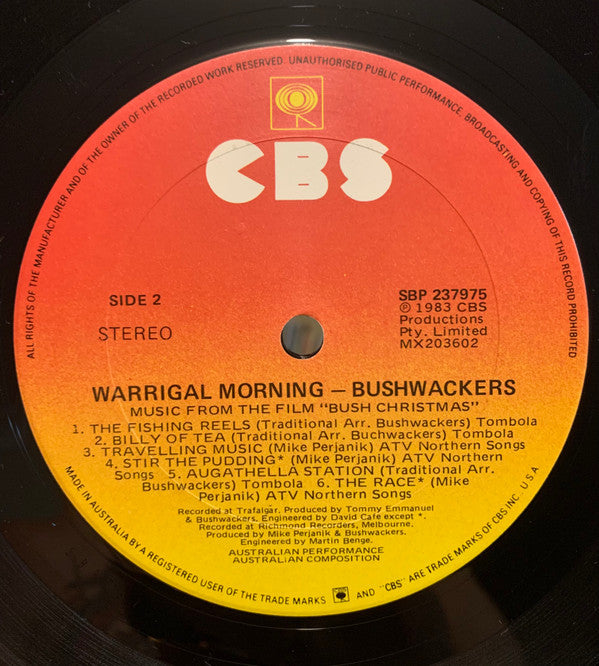 ALL RIGHTS OF THE MANUFACTURER AND OF THE OWNER OF THE RECORDED WORK RESERVED. UNAUTHORISED PUBLIC PERFORMANCE, BROADCASTING AND COPYING OF THIS RECORD PROHIBITED
CBS
SIDE 2
STEREO
SBP 237975
℗ 1983 CBS
Productions
Pty. Limited
MX203602
WARRIGAL MORNING – BUSHWACKERS
MUSIC FROM THE FILM "BUSH CHRISTMAS"
1. THE FISHING REELS (Traditional Arr. Bushwackers) Tombola
2. BILLY OF TEA (Traditional Arr. Buchwackers) Tombola
3. TRAVELLING MUSIC (Mike Perjanik) ATV Northern Songs
4. STIR THE PUDDING* (Mike Perjanik) ATV Northern
Songs 5. AUGATHELLA STATION (Traditional Arr.
Bushwackers) Tombola 6. THE RACE* (Mike
Perjanik) ATV Northern Songs
Recorded at Trafalgar. Produced by Tommy Emmanuel
& Bushwackers. Engineered by David Cafe except *.
Recorded at Richmond Recorders, Melbourne.
Produced by Mike Perjanik & Bushwackers.
Engineered by Martin Benge.
AUSTRALIAN PERFORMANCE
AUSTRALIAN COMPOSITION
MADE IN AUSTRALIA BY A REGISTERED USER OF THE TRADE MARKS AND "CBS" ARE TRADE MARKS OF CBS INC. U.S.A